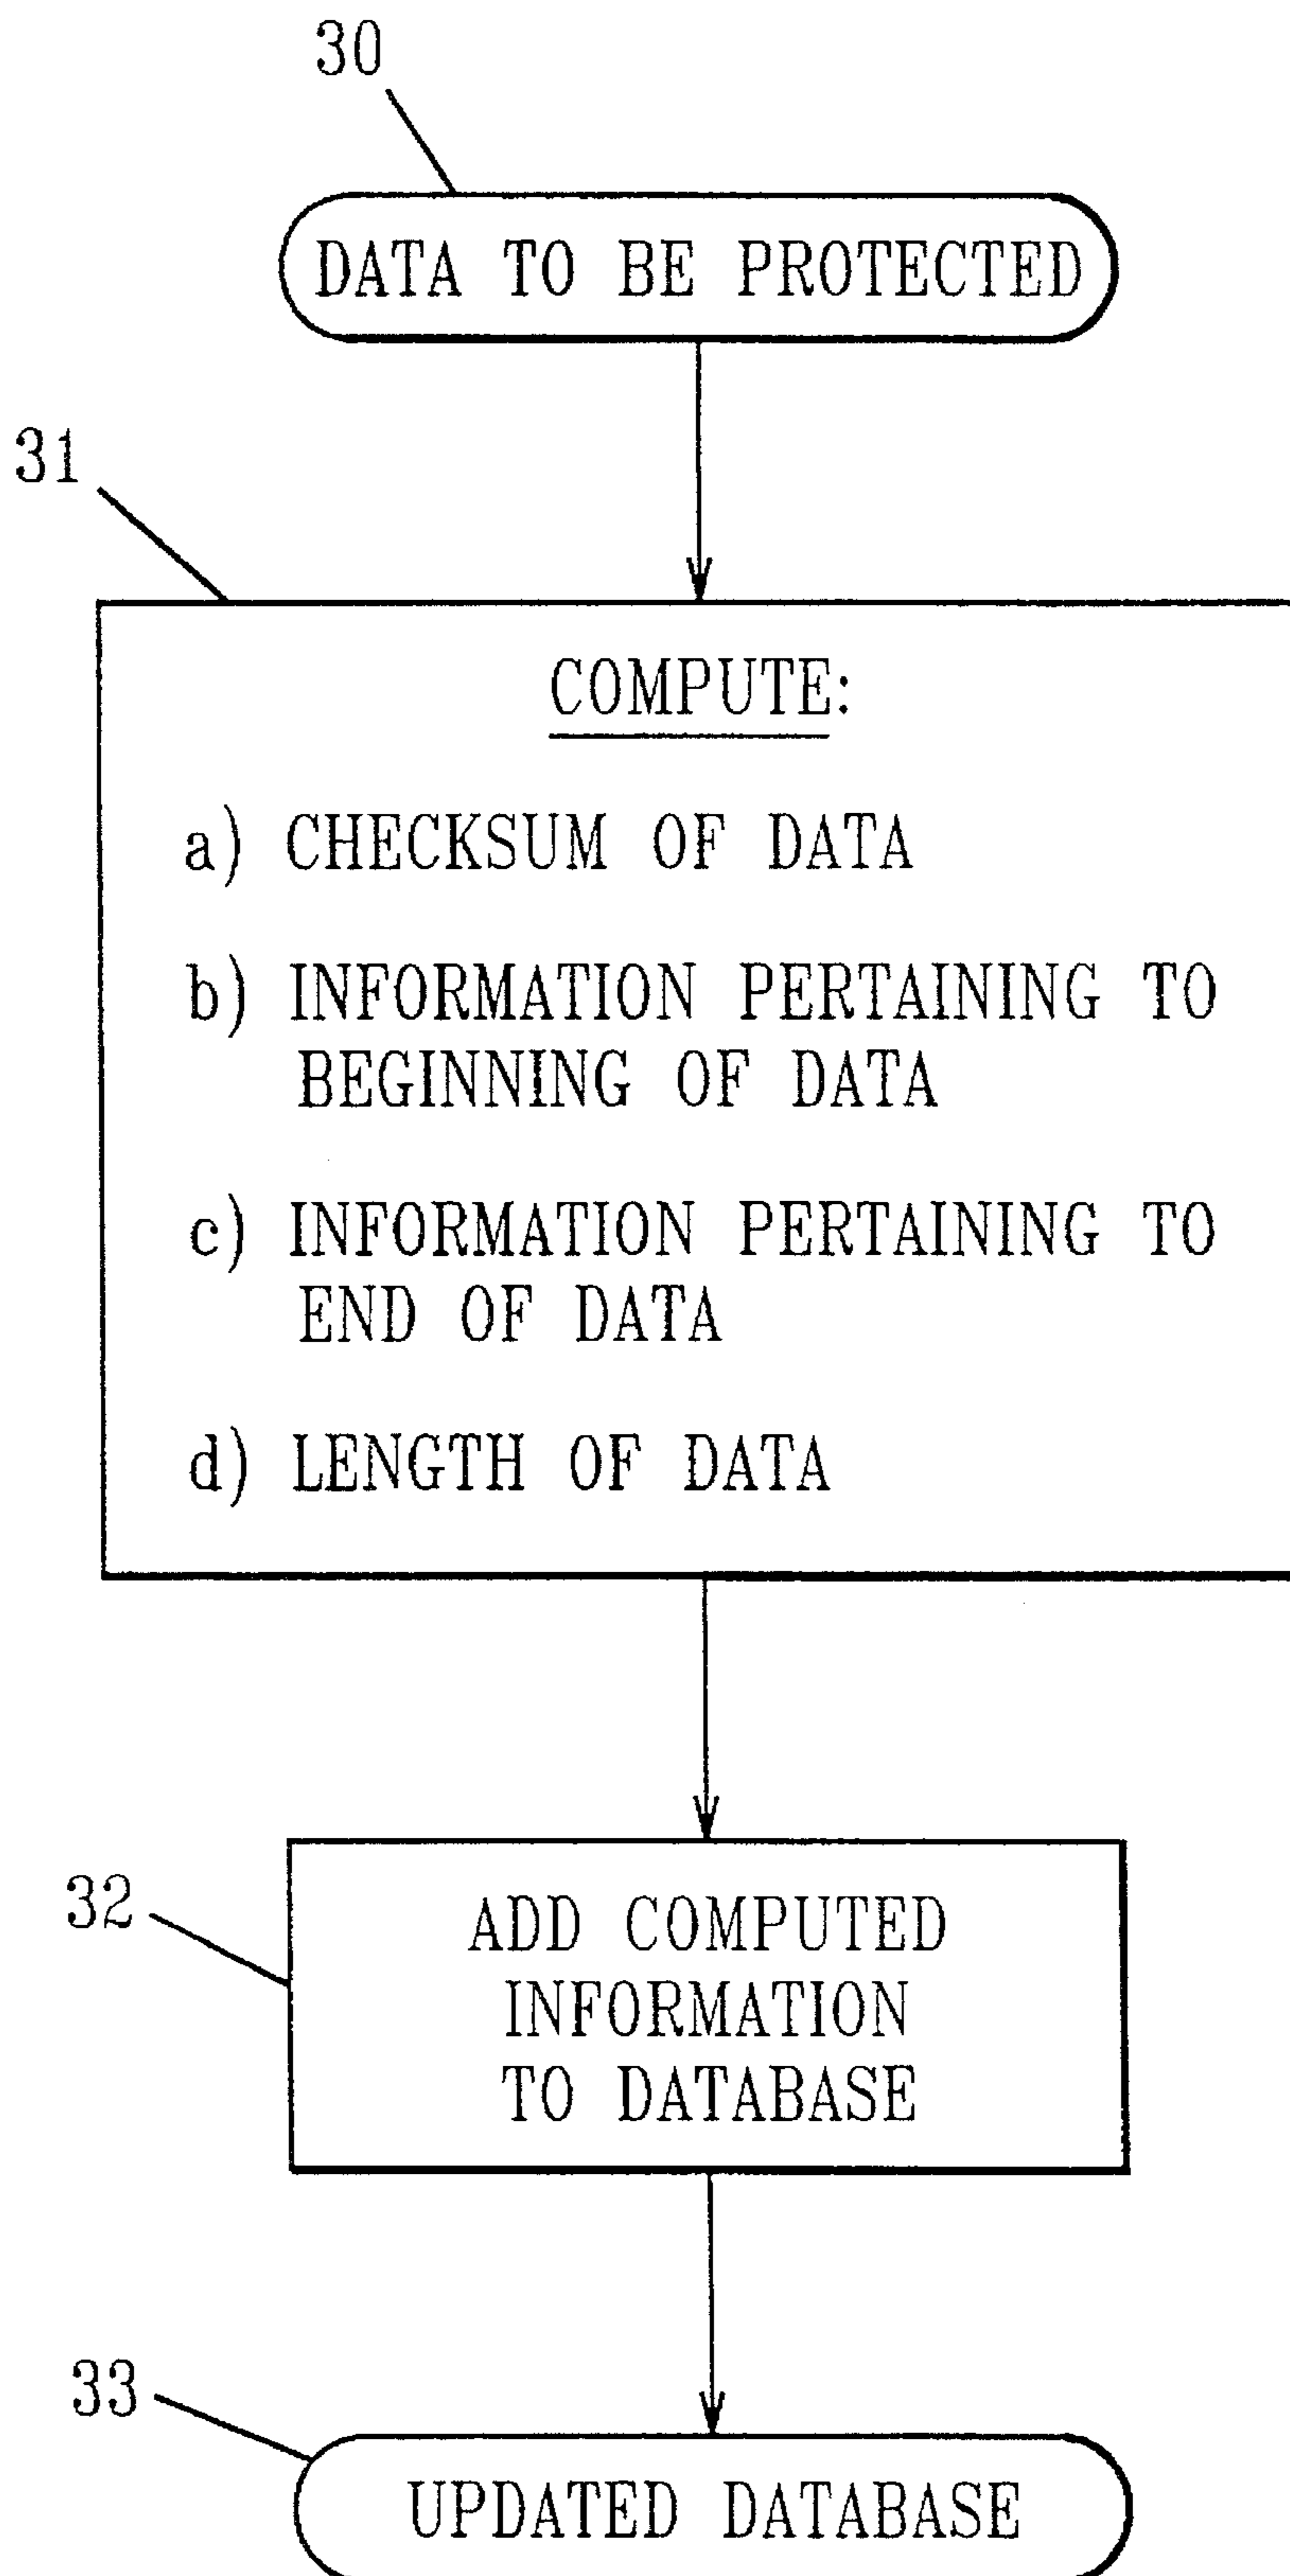 30
DATA TO BE PROTECTED
31
COMPUTE:
a) CHECKSUM OF DATA
b) INFORMATION PERTAINING TO
BEGINNING OF DATA
c) INFORMATION PERTAINING TO
END OF DATA
d) LENGTH OF DATA
32
ADD COMPUTED
INFORMATION
TO DATABASE
33
UPDATED DATABASE